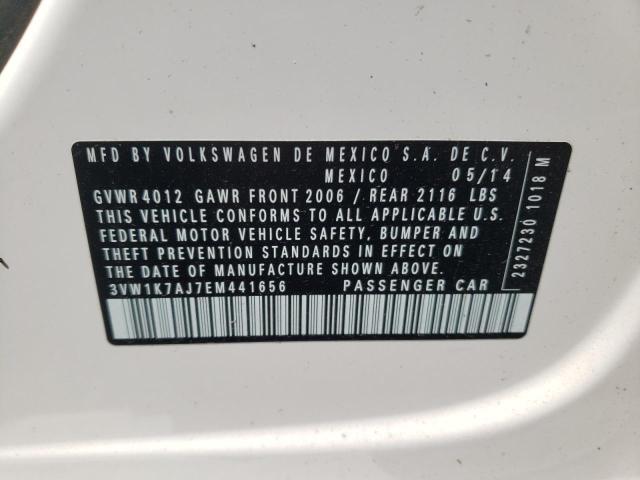 MFD BY VOLKSWAGEN DE MEXICO S.A. DE C.V.
MEXICO 05/14
GVWR 4012 GAWR FRONT 2006 / REAR 2116 LBS
THIS VEHICLE CONFORMS TO ALL APPLICABLE U.S.
FEDERAL MOTOR VEHICLE SAFETY, BUMPER AND
THEFT PREVENTION STANDARDS IN EFFECT ON
THE DATE OF MANUFACTURE SHOWN ABOVE.
3VW1K7AJ7EM441656 PASSENGER CAR
2327230 1018 M